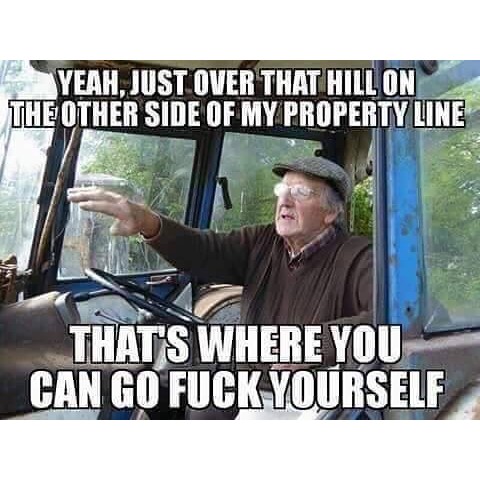 YEAH, JUST OVER THAT HILL ON
THE OTHER SIDE OF MY PROPERTY LINE
THAT'S WHERE YOU
CAN GO FUCK YOURSELF